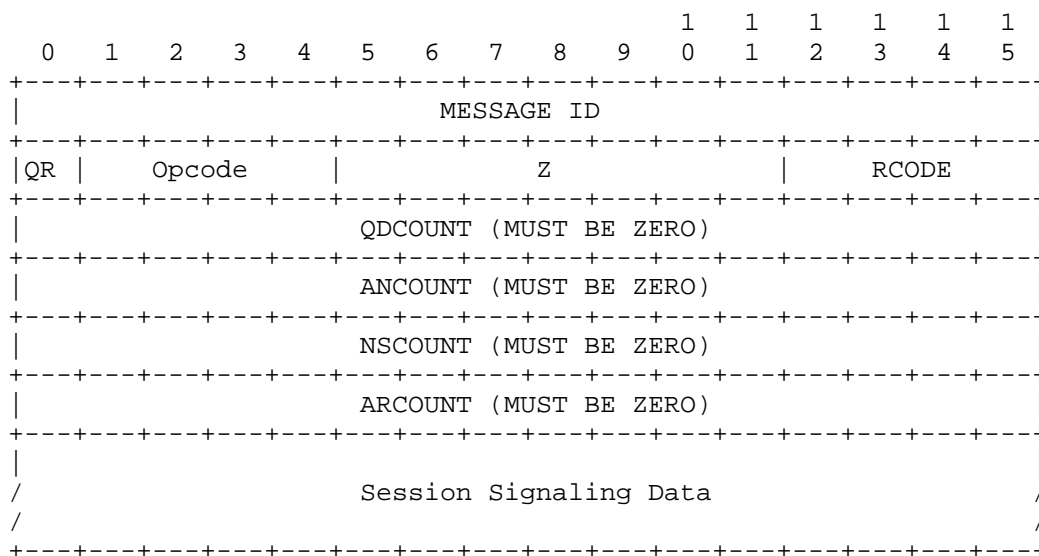 1   1   1   1   1   1
      0   1   2   3   4   5   6   7   8   9   0   1   2   3   4   5
    +---+---+---+---+---+---+---+---+---+---+---+---+---+---+---+---
    |                          MESSAGE ID
    +---+---+---+---+---+---+---+---+---+---+---+---+---+---+---+---
    |QR |    Opcode     |            Z              |     RCODE
    +---+---+---+---+---+---+---+---+---+---+---+---+---+---+---+---
    |                     QDCOUNT (MUST BE ZERO)
    +---+---+---+---+---+---+---+---+---+---+---+---+---+---+---+---
    |                     ANCOUNT (MUST BE ZERO)
    +---+---+---+---+---+---+---+---+---+---+---+---+---+---+---+---
    |                     NSCOUNT (MUST BE ZERO)
    +---+---+---+---+---+---+---+---+---+---+---+---+---+---+---+---
    |                     ARCOUNT (MUST BE ZERO)
    +---+---+---+---+---+---+---+---+---+---+---+---+---+---+---+---
    |
    /                     Session Signaling Data                    /
    /                                                               /
    +---+---+---+---+---+---+---+---+---+---+---+---+---+---+---+---